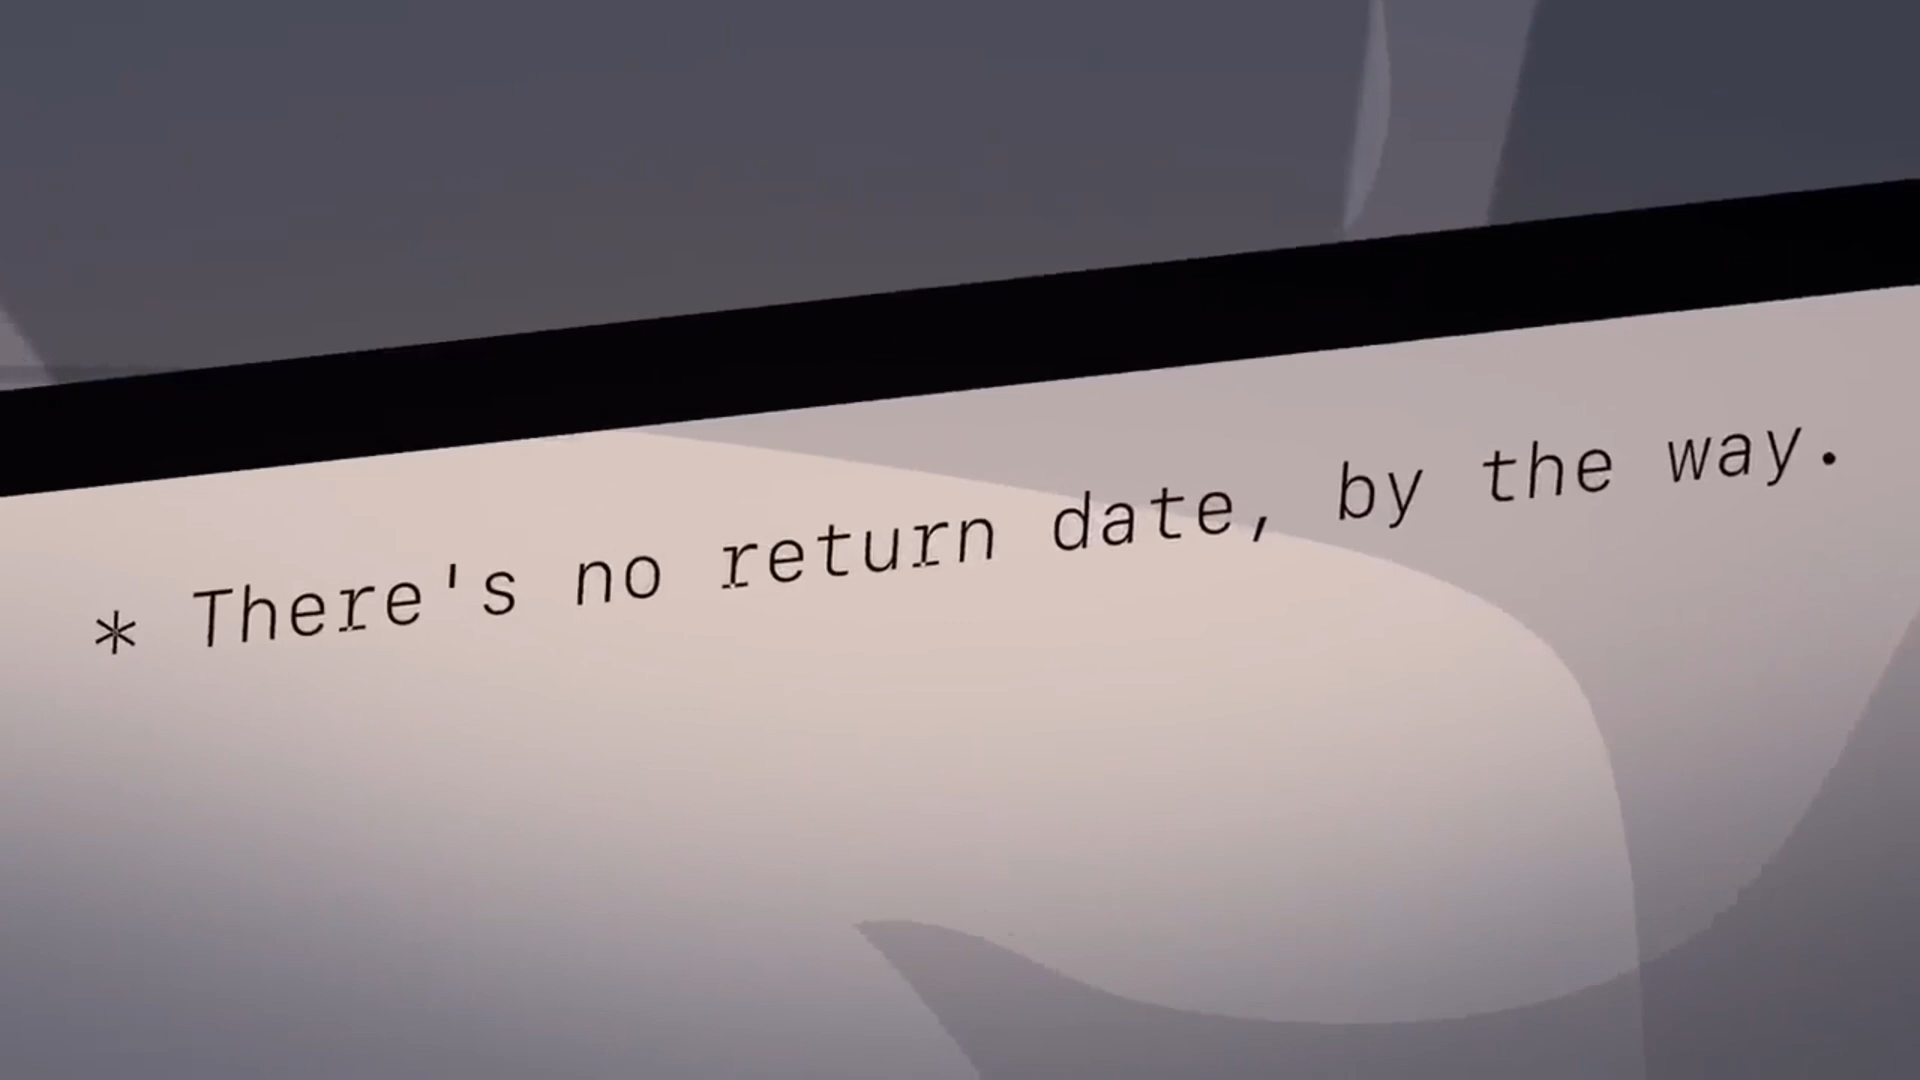 * There's no return date, by the way.